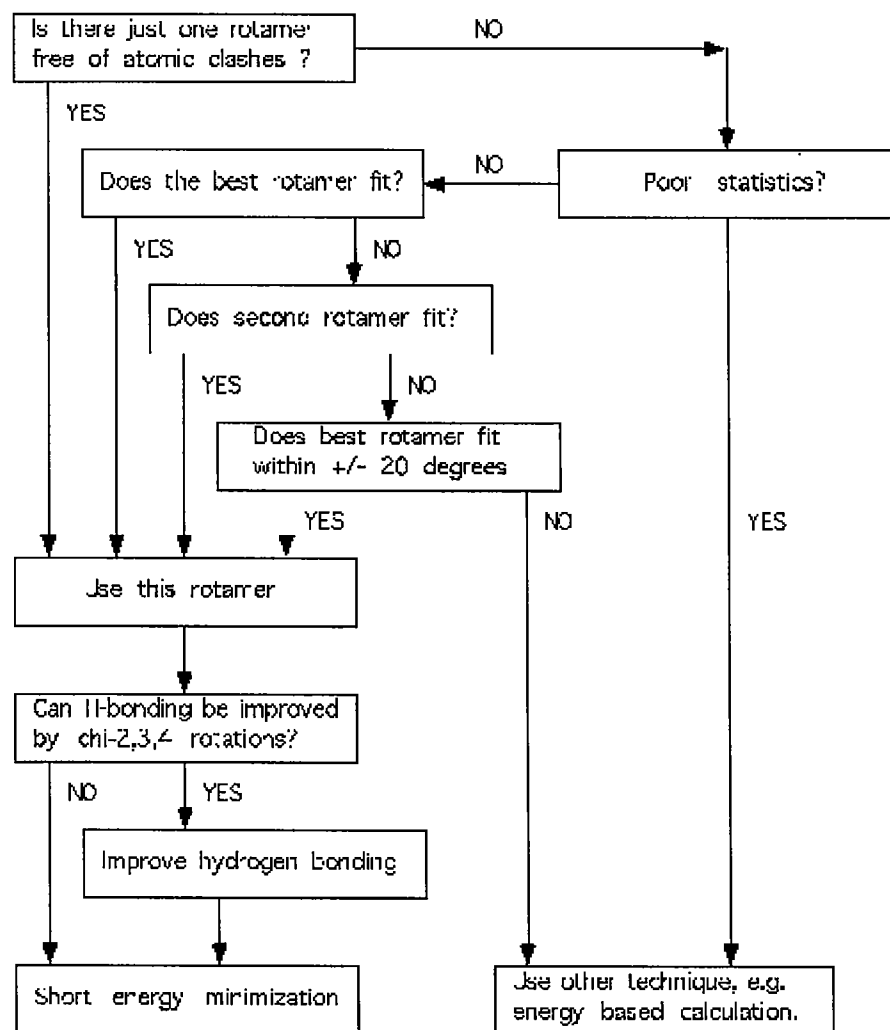 Is there just one rotamer
free of atomic clashes ?
NO
YES
Does the best rotamer fit?
NO
Poor statistics?
YES
NO
Does second rotamer fit?
YES
NO
Does best rotamer fit
within +/- 20 degrees
YES
NO
YES
Use this rotamer
Can H-bonding be improved
by chi-2,3,4 rotations?
NO
YES
Improve hydrogen bonding
Short energy minimization
Use other technique, e.g.
energy based calculation.